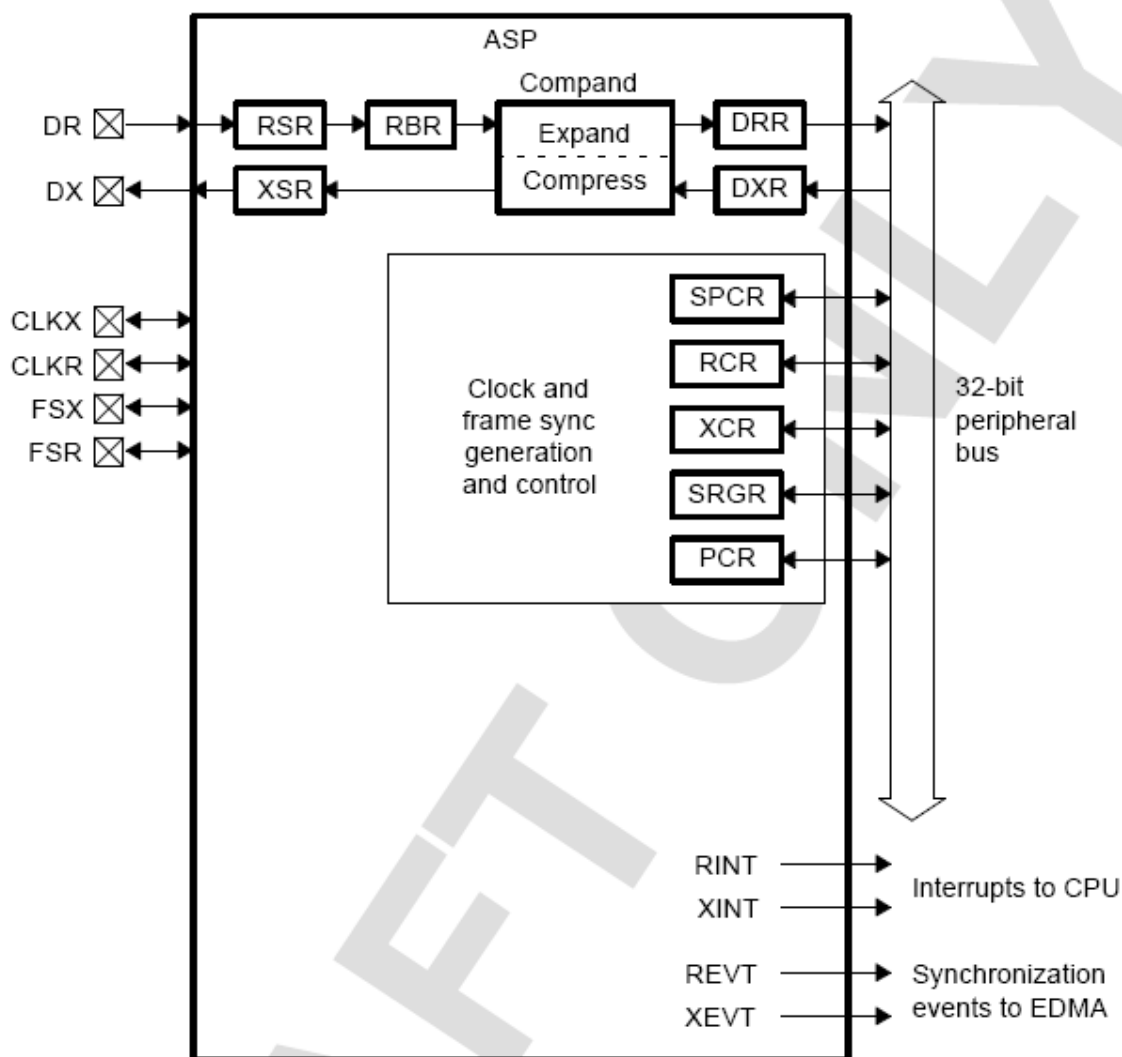 ASP
Compand
DR
RSR
RBR
Expand
DRR
DX
XSR
Compress
DXR
CLKX
CLKR
FSX
FSR
Clock and
frame sync
generation
and control
SPCR
RCR
XCR
SRGR
PCR
32-bit
peripheral
bus
RINT
XINT
Interrupts to CPU
REVT
XEVT
Synchronization
events to EDMA